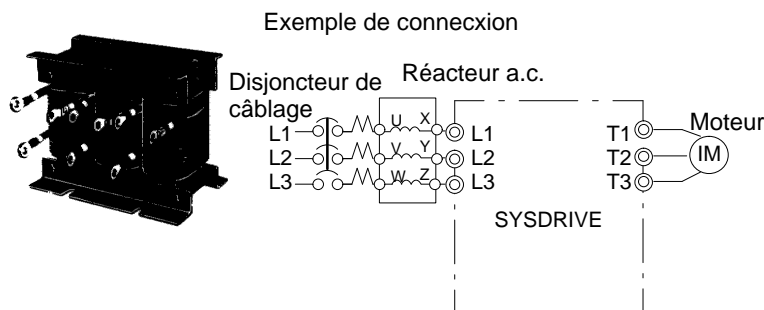 Exemple de connecxion
Disjoncteur de
câblage
Réacteur a.c.
L1 U X L1 T1 Moteur
L2 V Y L2 T2 IM
L3 W Z L3 T3
SYSDRIVE